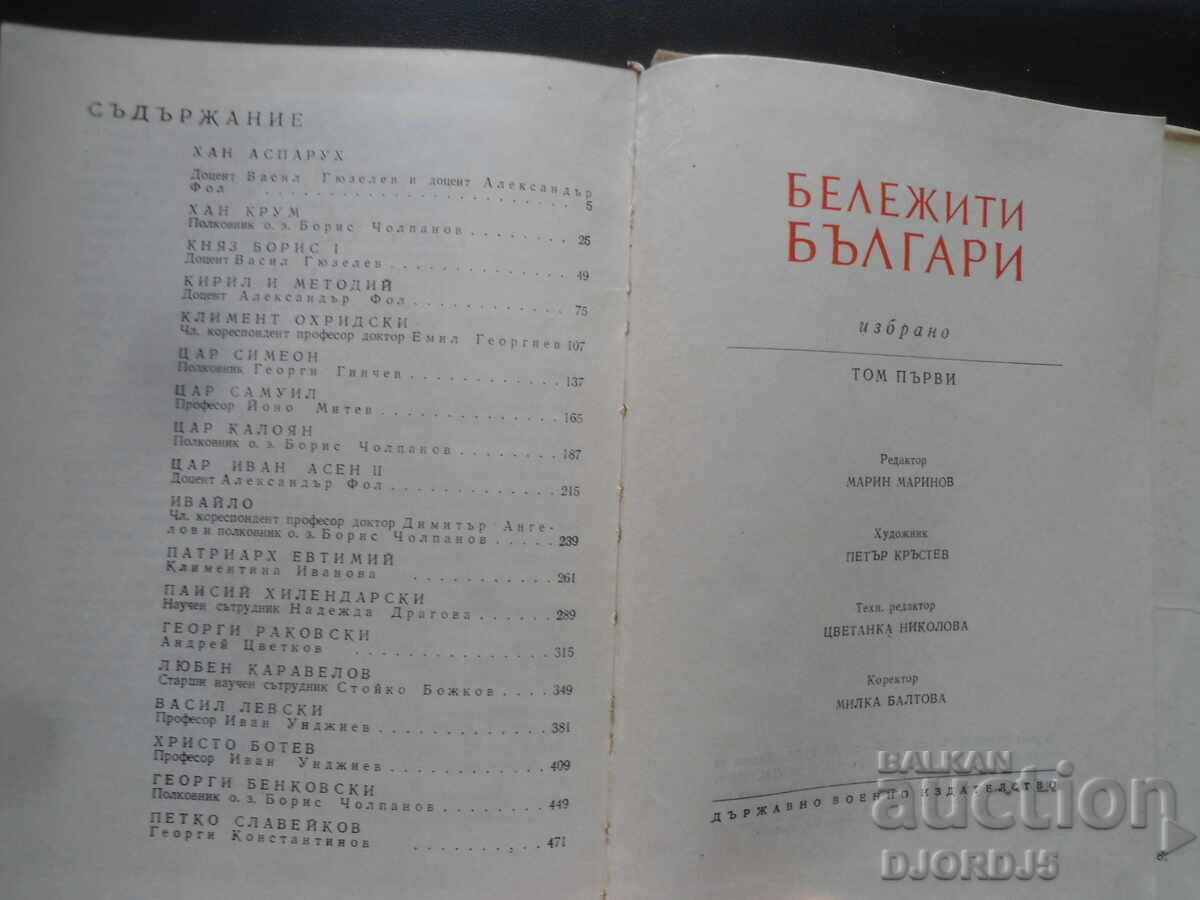 СЪДЪРЖАНИЕ
ХАН АСПАРУХ
Доцент Васил Гюзелев и доцент Александър
Фол . . . . . . . . . . . . . . . . . . 5
ХАН КРУМ
Полковник о. з. Борис Чолпанов . . . . . . . 25
КНЯЗ БОРИС I
Доцент Васил Гюзелев . . . . . . . . . . . . 49
КИРИЛ И МЕТОДИЙ
Доцент Александър Фол . . . . . . . . . . . 75
КЛИМЕНТ ОХРИДСКИ
Чл. кореспондент професор доктор Емил Георгиев 107
ЦАР СИМЕОН
Полковник Георги Гинчев . . . . . . . . . . 137
ЦАР САМУИЛ
Професор Йоно Митев . . . . . . . . . . . . 165
ЦАР КАЛОЯН
Полковник о. з. Борис Чолпанов . . . . . . . 187
ЦАР ИВАН АСЕН II
Доцент Александър Фол . . . . . . . . . . . 215
ИВАЙЛО
Чл. кореспондент професор доктор Димитър Анге-
лов и полковник о. з. Борис Чолпанов . . . . . 239
ПАТРИАРХ ЕВТИМИЙ
Климентина Иванова . . . . . . . . . . . 261
ПАИСИЙ ХИЛЕНДАРСКИ
Научен сътрудник Надежда Драгова . . . . . . 289
ГЕОРГИ РАКОВСКИ
Андрей Цветков . . . . . . . . . . . . . 315
ЛЮБЕН КАРАВЕЛОВ
Старши научен сътрудник Стойко Божков . . . . 349
ВАСИЛ ЛЕВСКИ
Професор Иван Унджиев . . . . . . . . . . . 381
ХРИСТО БОТЕВ
Професор Иван Унджиев . . . . . . . . . . . 409
ГЕОРГИ БЕНКОВСКИ
Полковник о. з. Борис Чолпанов . . . . . . . 449
ПЕТКО СЛАВЕЙКОВ
Георги Константинов . . . . . . . . . . 471
БЕЛЕЖИТИ
БЪЛГАРИ
избрано
ТОМ ПЪРВИ
Редактор
МАРИН МАРИНОВ
Художник
ПЕТЪР КРЪСТЕВ
Техн. редактор
ЦВЕТАНКА НИКОЛОВА
Коректор
МИЛКА БАЛТОВА
ДЪРЖАВНО ВОЕННО ИЗДАТЕЛСТВО
BALKAN
auction
DJORDJ5